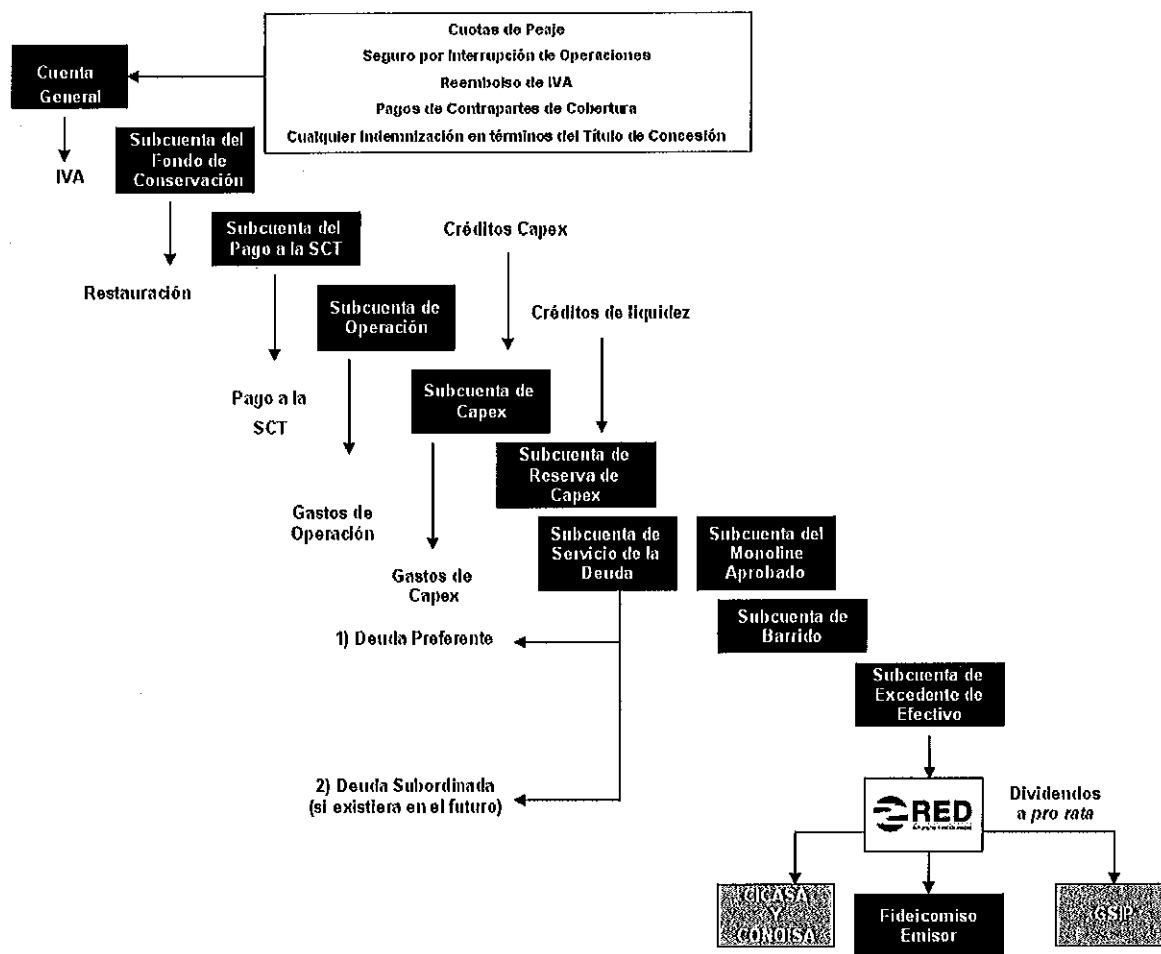 Cuotas de Peaje
Seguro por Interrupción de Operaciones
Reembolso de IVA
Pagos de Contrapartes de Cobertura
Cualquier Indemnización en términos del Título de Concesión
Cuenta
General
IVA
Subcuenta del
Fondo de
Conservación
Restauración
Subcuenta del
Pago a la SCT
Pago a la
SCT
Créditos Capex
Subcuenta de
Operación
Gastos de
Operación
Créditos de liquidez
Subcuenta de
Capex
Gastos de
Capex
Subcuenta de
Reserva de
Capex
Subcuenta de
Servicio de la
Deuda
Subcuenta del
Monoline
Aprobado
1) Deuda Preferente
2) Deuda Subordinada
(si existiera en el futuro)
Subcuenta de
Barrido
Subcuenta de
Excedente de
Efectivo
RED
Dividendos
a pro rata
CICASA
Y
CONOISA
Fideicomiso
Emisor
GSIP